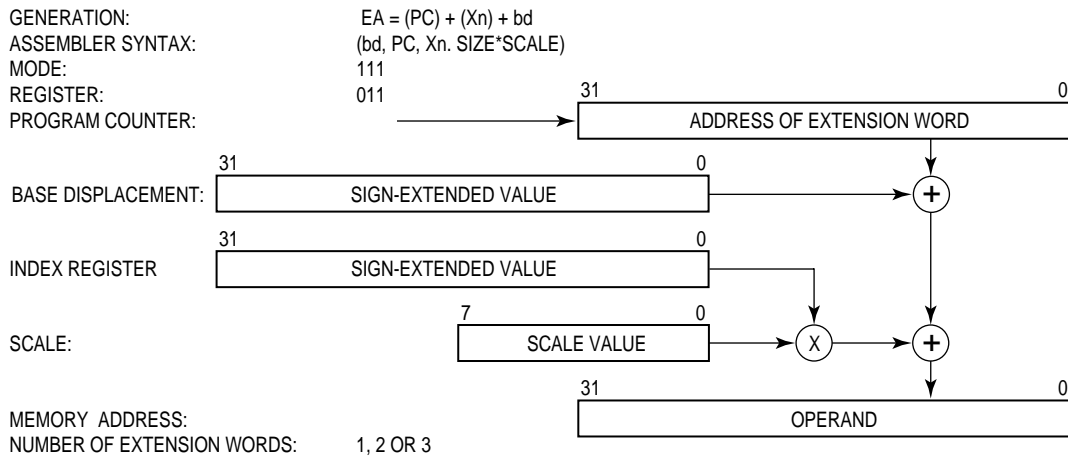 GENERATION: EA = (PC) + (Xn) + bd
ASSEMBLER SYNTAX: (bd, PC, Xn. SIZE*SCALE)
MODE: 111
REGISTER: 011
31 0
PROGRAM COUNTER: ADDRESS OF EXTENSION WORD
31 0
BASE DISPLACEMENT: SIGN-EXTENDED VALUE +
31 0
INDEX REGISTER SIGN-EXTENDED VALUE
7 0
SCALE: SCALE VALUE X +
31 0
MEMORY ADDRESS: OPERAND
NUMBER OF EXTENSION WORDS: 1, 2 OR 3